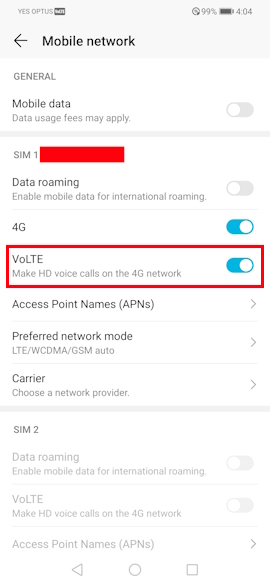 YES OPTUS VoLTE 99% 4:04
Mobile network
GENERAL
Mobile data
Data usage fees may apply.
SIM 1
Data roaming
Enable mobile data for international roaming.
4G
VoLTE
Make HD voice calls on the 4G network
Access Point Names (APNs)
Preferred network mode
LTE/WCDMA/GSM auto
Carrier
Choose a network provider.
SIM 2
Data roaming
Enable mobile data for international roaming.
VoLTE
Make HD voice calls on the 4G network
Access Point Names (APNs)